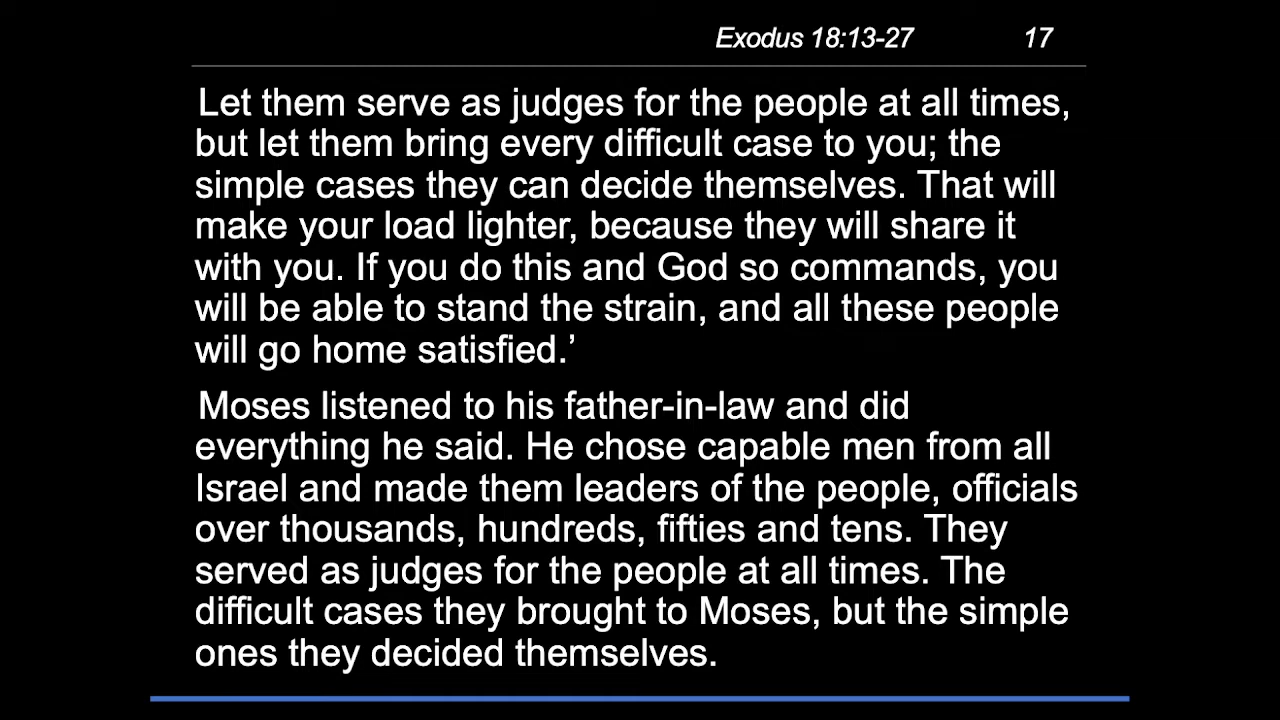 Exodus 18:13-27 17
Let them serve as judges for the people at all times,
but let them bring every difficult case to you; the
simple cases they can decide themselves. That will
make your load lighter, because they will share it
with you. If you do this and God so commands, you
will be able to stand the strain, and all these people
will go home satisfied.’
Moses listened to his father-in-law and did
everything he said. He chose capable men from all
Israel and made them leaders of the people, officials
over thousands, hundreds, fifties and tens. They
served as judges for the people at all times. The
difficult cases they brought to Moses, but the simple
ones they decided themselves.